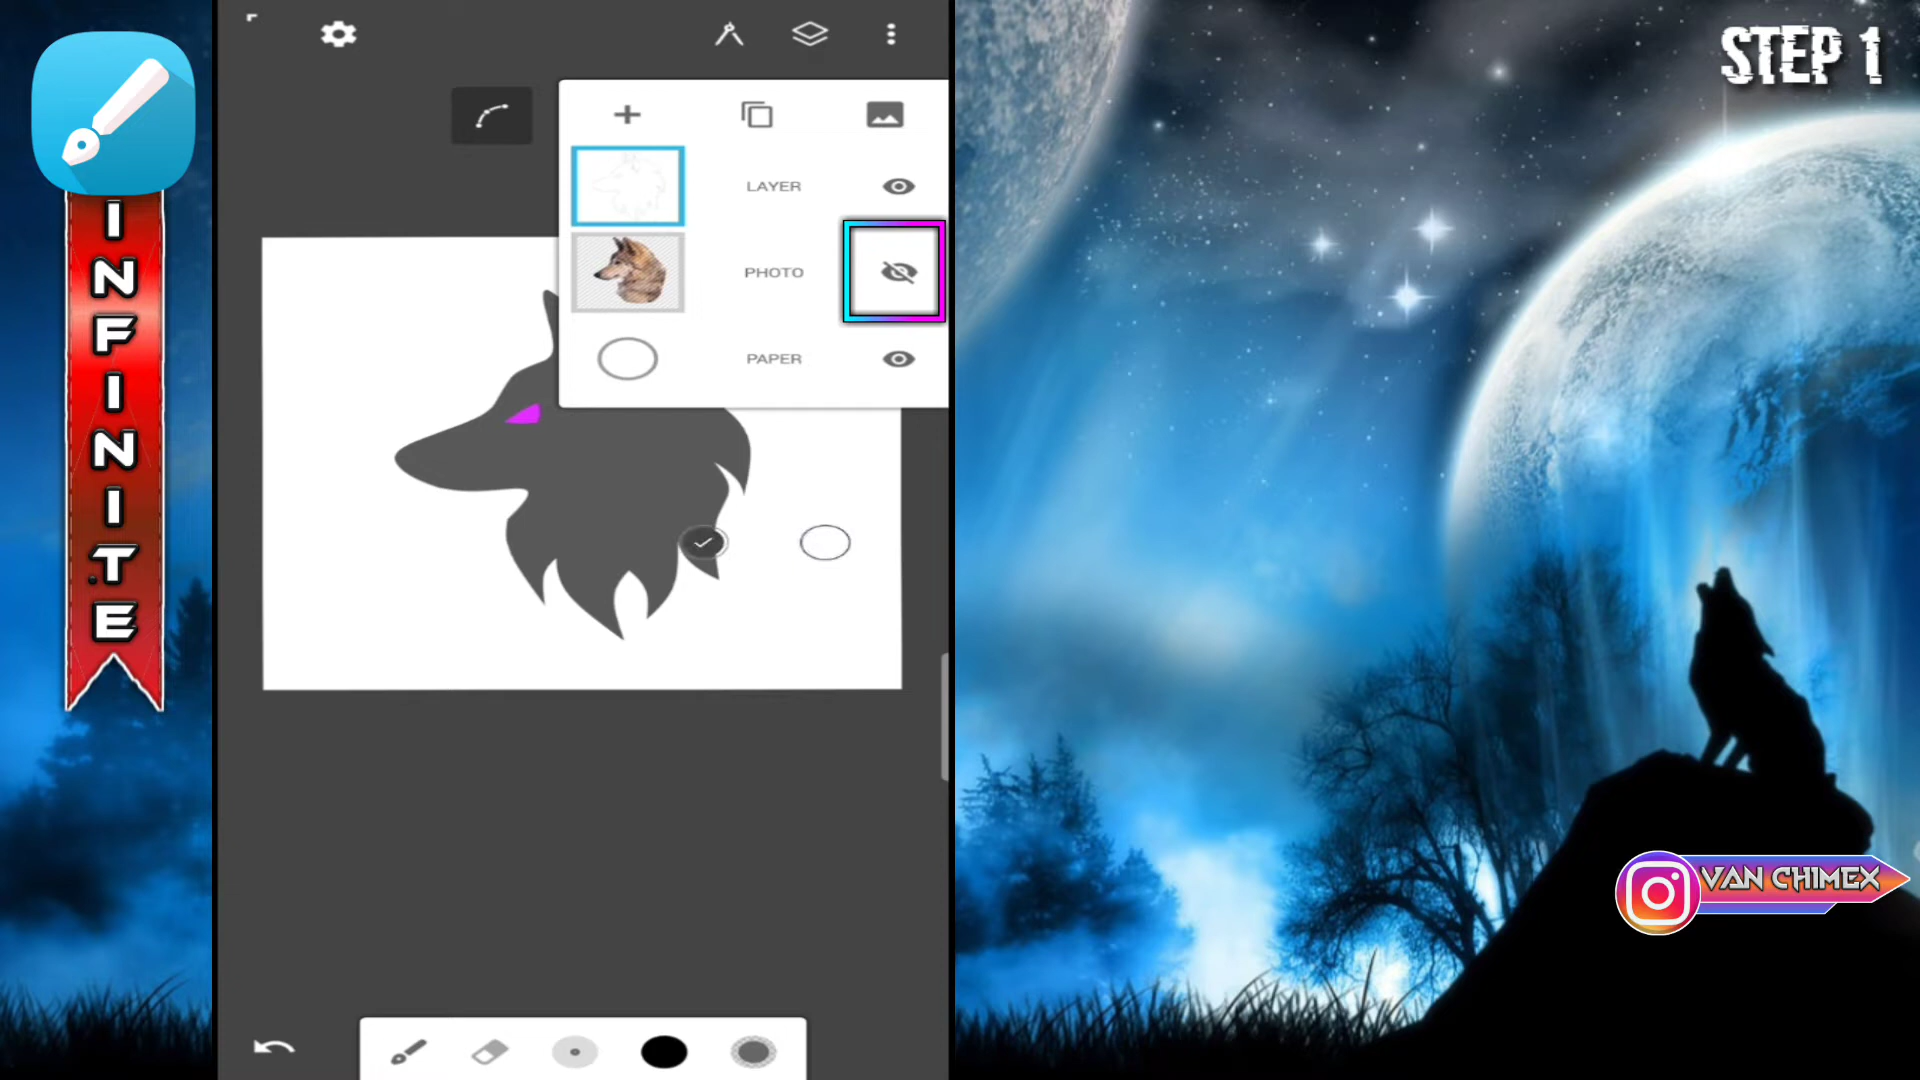 INFINITE
LAYER
PHOTO
PAPER
STEP 1
VAN CHIMEX